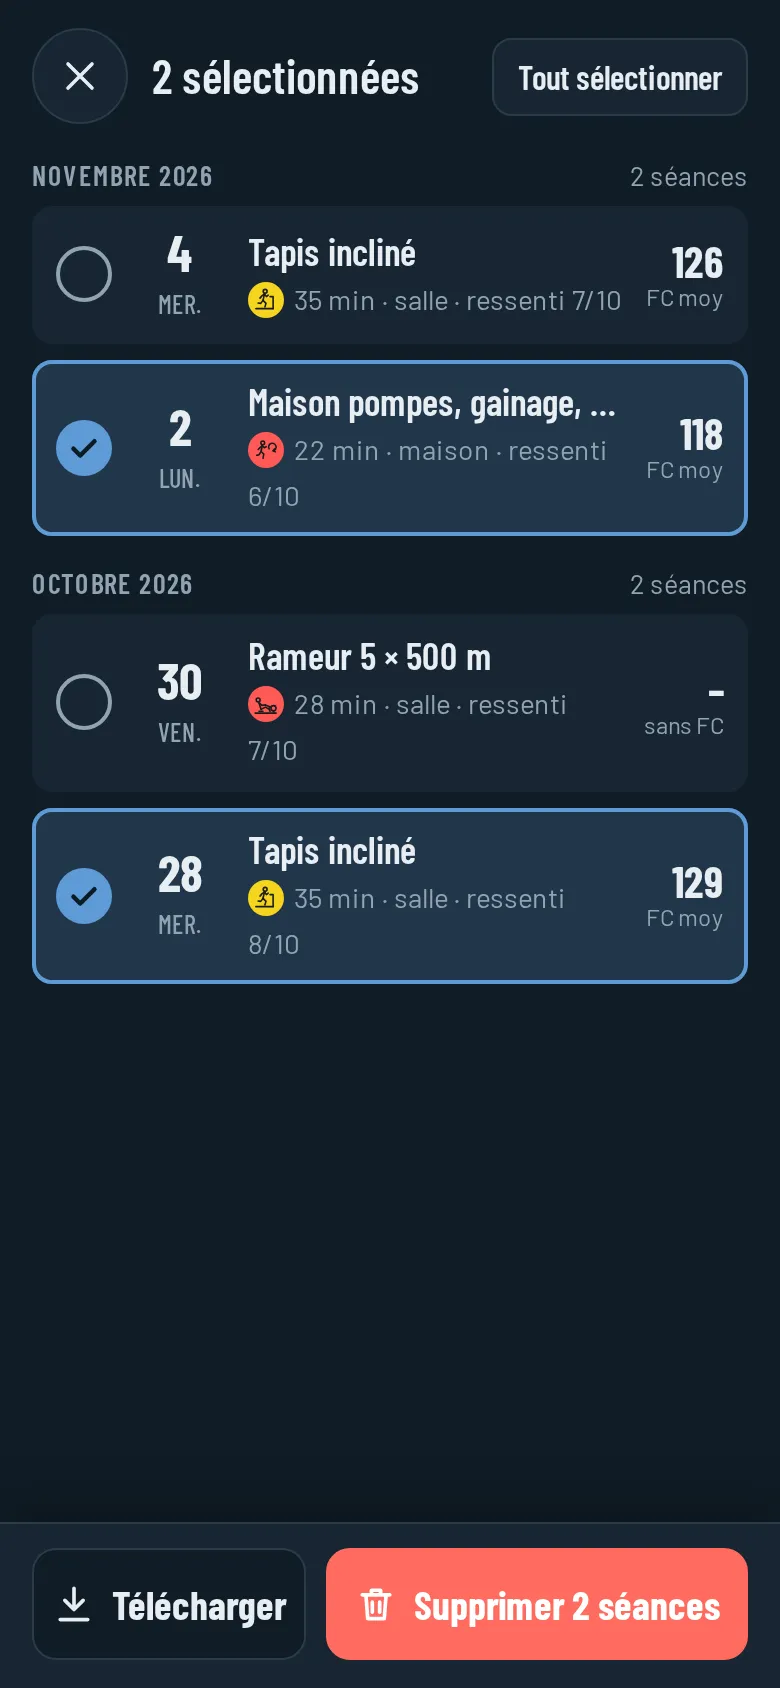 2 sélectionnées
Tout sélectionner
NOVEMBRE 2026
2 séances
4
MER.
Tapis incliné
35 min · salle · ressenti 7/10
126
FC moy
2
LUN.
Maison pompes, gainage, ...
22 min · maison · ressenti
6/10
118
FC moy
OCTOBRE 2026
2 séances
30
VEN.
Rameur 5 × 500 m
28 min · salle · ressenti
7/10
–
sans FC
28
MER.
Tapis incliné
35 min · salle · ressenti
8/10
129
FC moy
Télécharger
Supprimer 2 séances